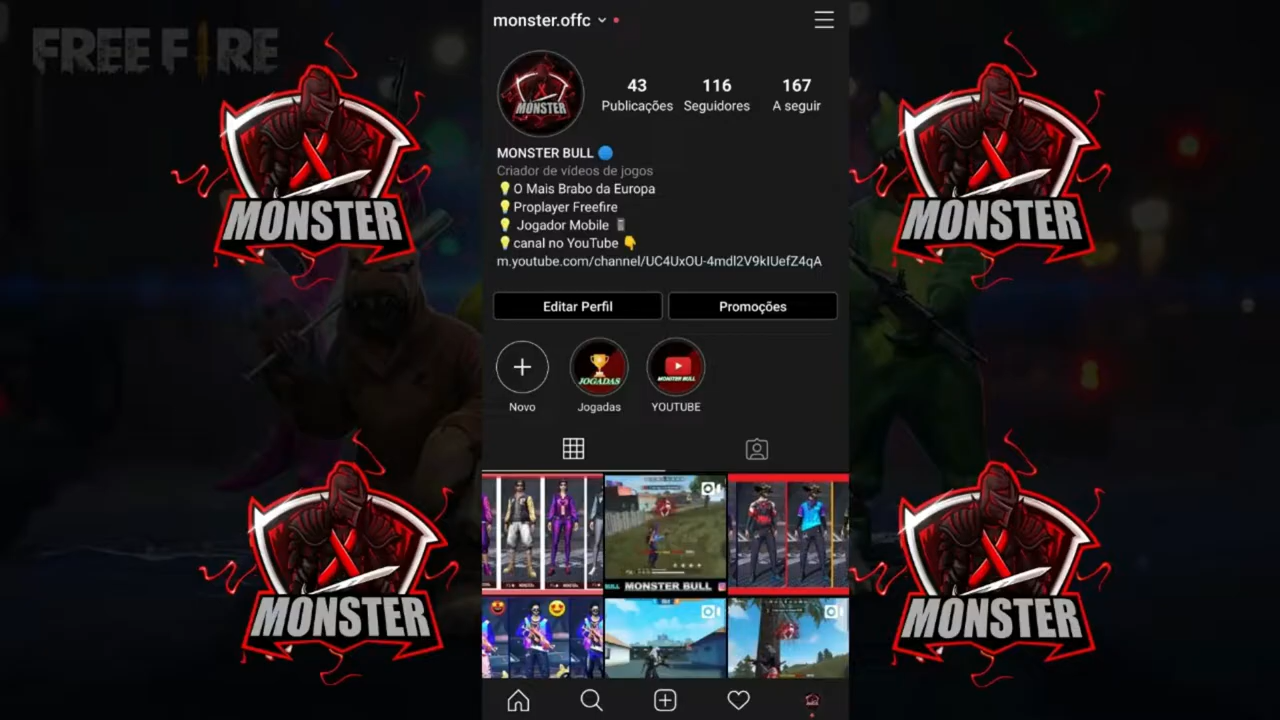 FREE FIRE
monster.offc
MONSTER
43
Publicações
116
Seguidores
167
A seguir
MONSTER BULL
Criador de vídeos de jogos
💡O Mais Brabo da Europa
💡Proplayer Freefire
💡 Jogador Mobile 📱
💡canal no YouTube 👇
m.youtube.com/channel/UC4UxOU-4mdl2V9kIUefZ4qA
Editar Perfil
Promoções
JOGADAS
MONSTER BULL
Novo
Jogadas
YOUTUBE
BULL
MONSTER BULL
MONSTER
MONSTER
MONSTER
MONSTER